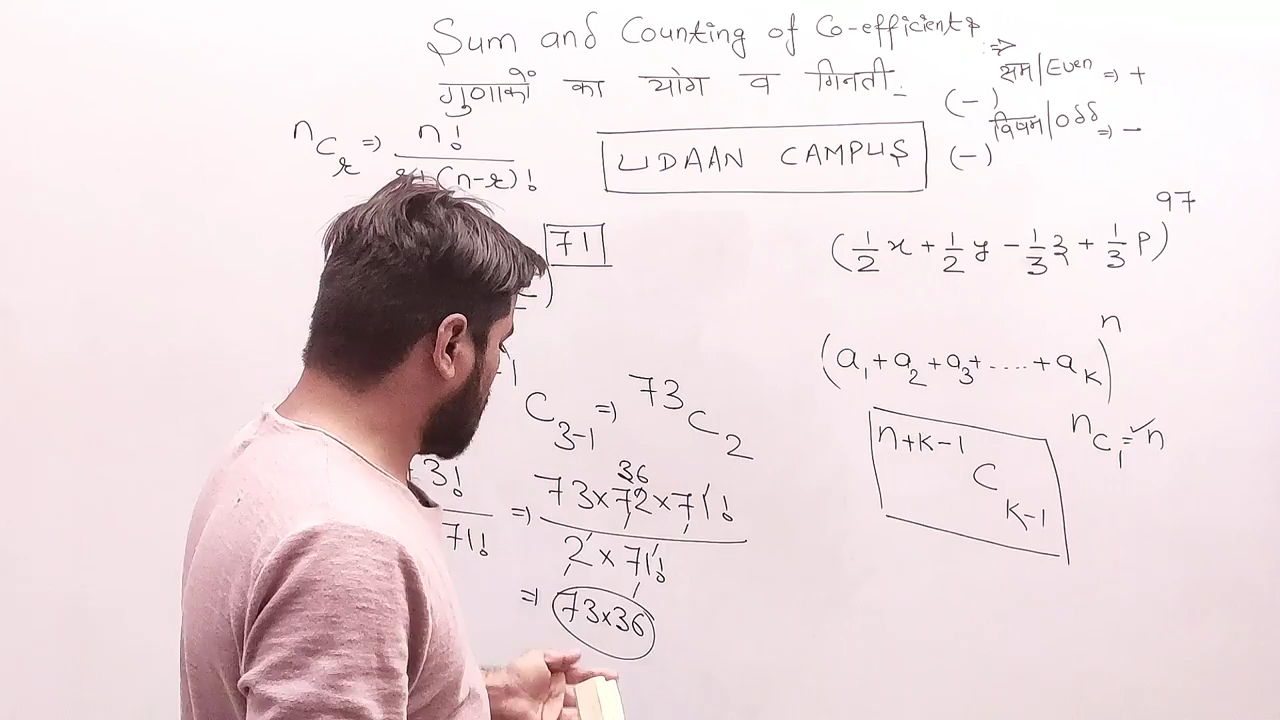 Sum and Counting of Co-efficients
गुणाकों का योग व गिनती.
⇒ सम/Even ⇒ +
(-)
विषम/Odd ⇒ -
(-)
nCr ⇒ n! / (n-r)!
UDAAN CAMPUS
71
(1/2 x + 1/2 y - 1/3 z + 1/3 p)^97
(a₁ + a₂ + a₃ + .... + a_K)^n
C₃₋₁ ⇒ ⁷³C₂
nC₁ = n
n+K-1 C K-1
3! / 71! ⇒ 73×72×71! / 2×71!
36
⇒ 73×36